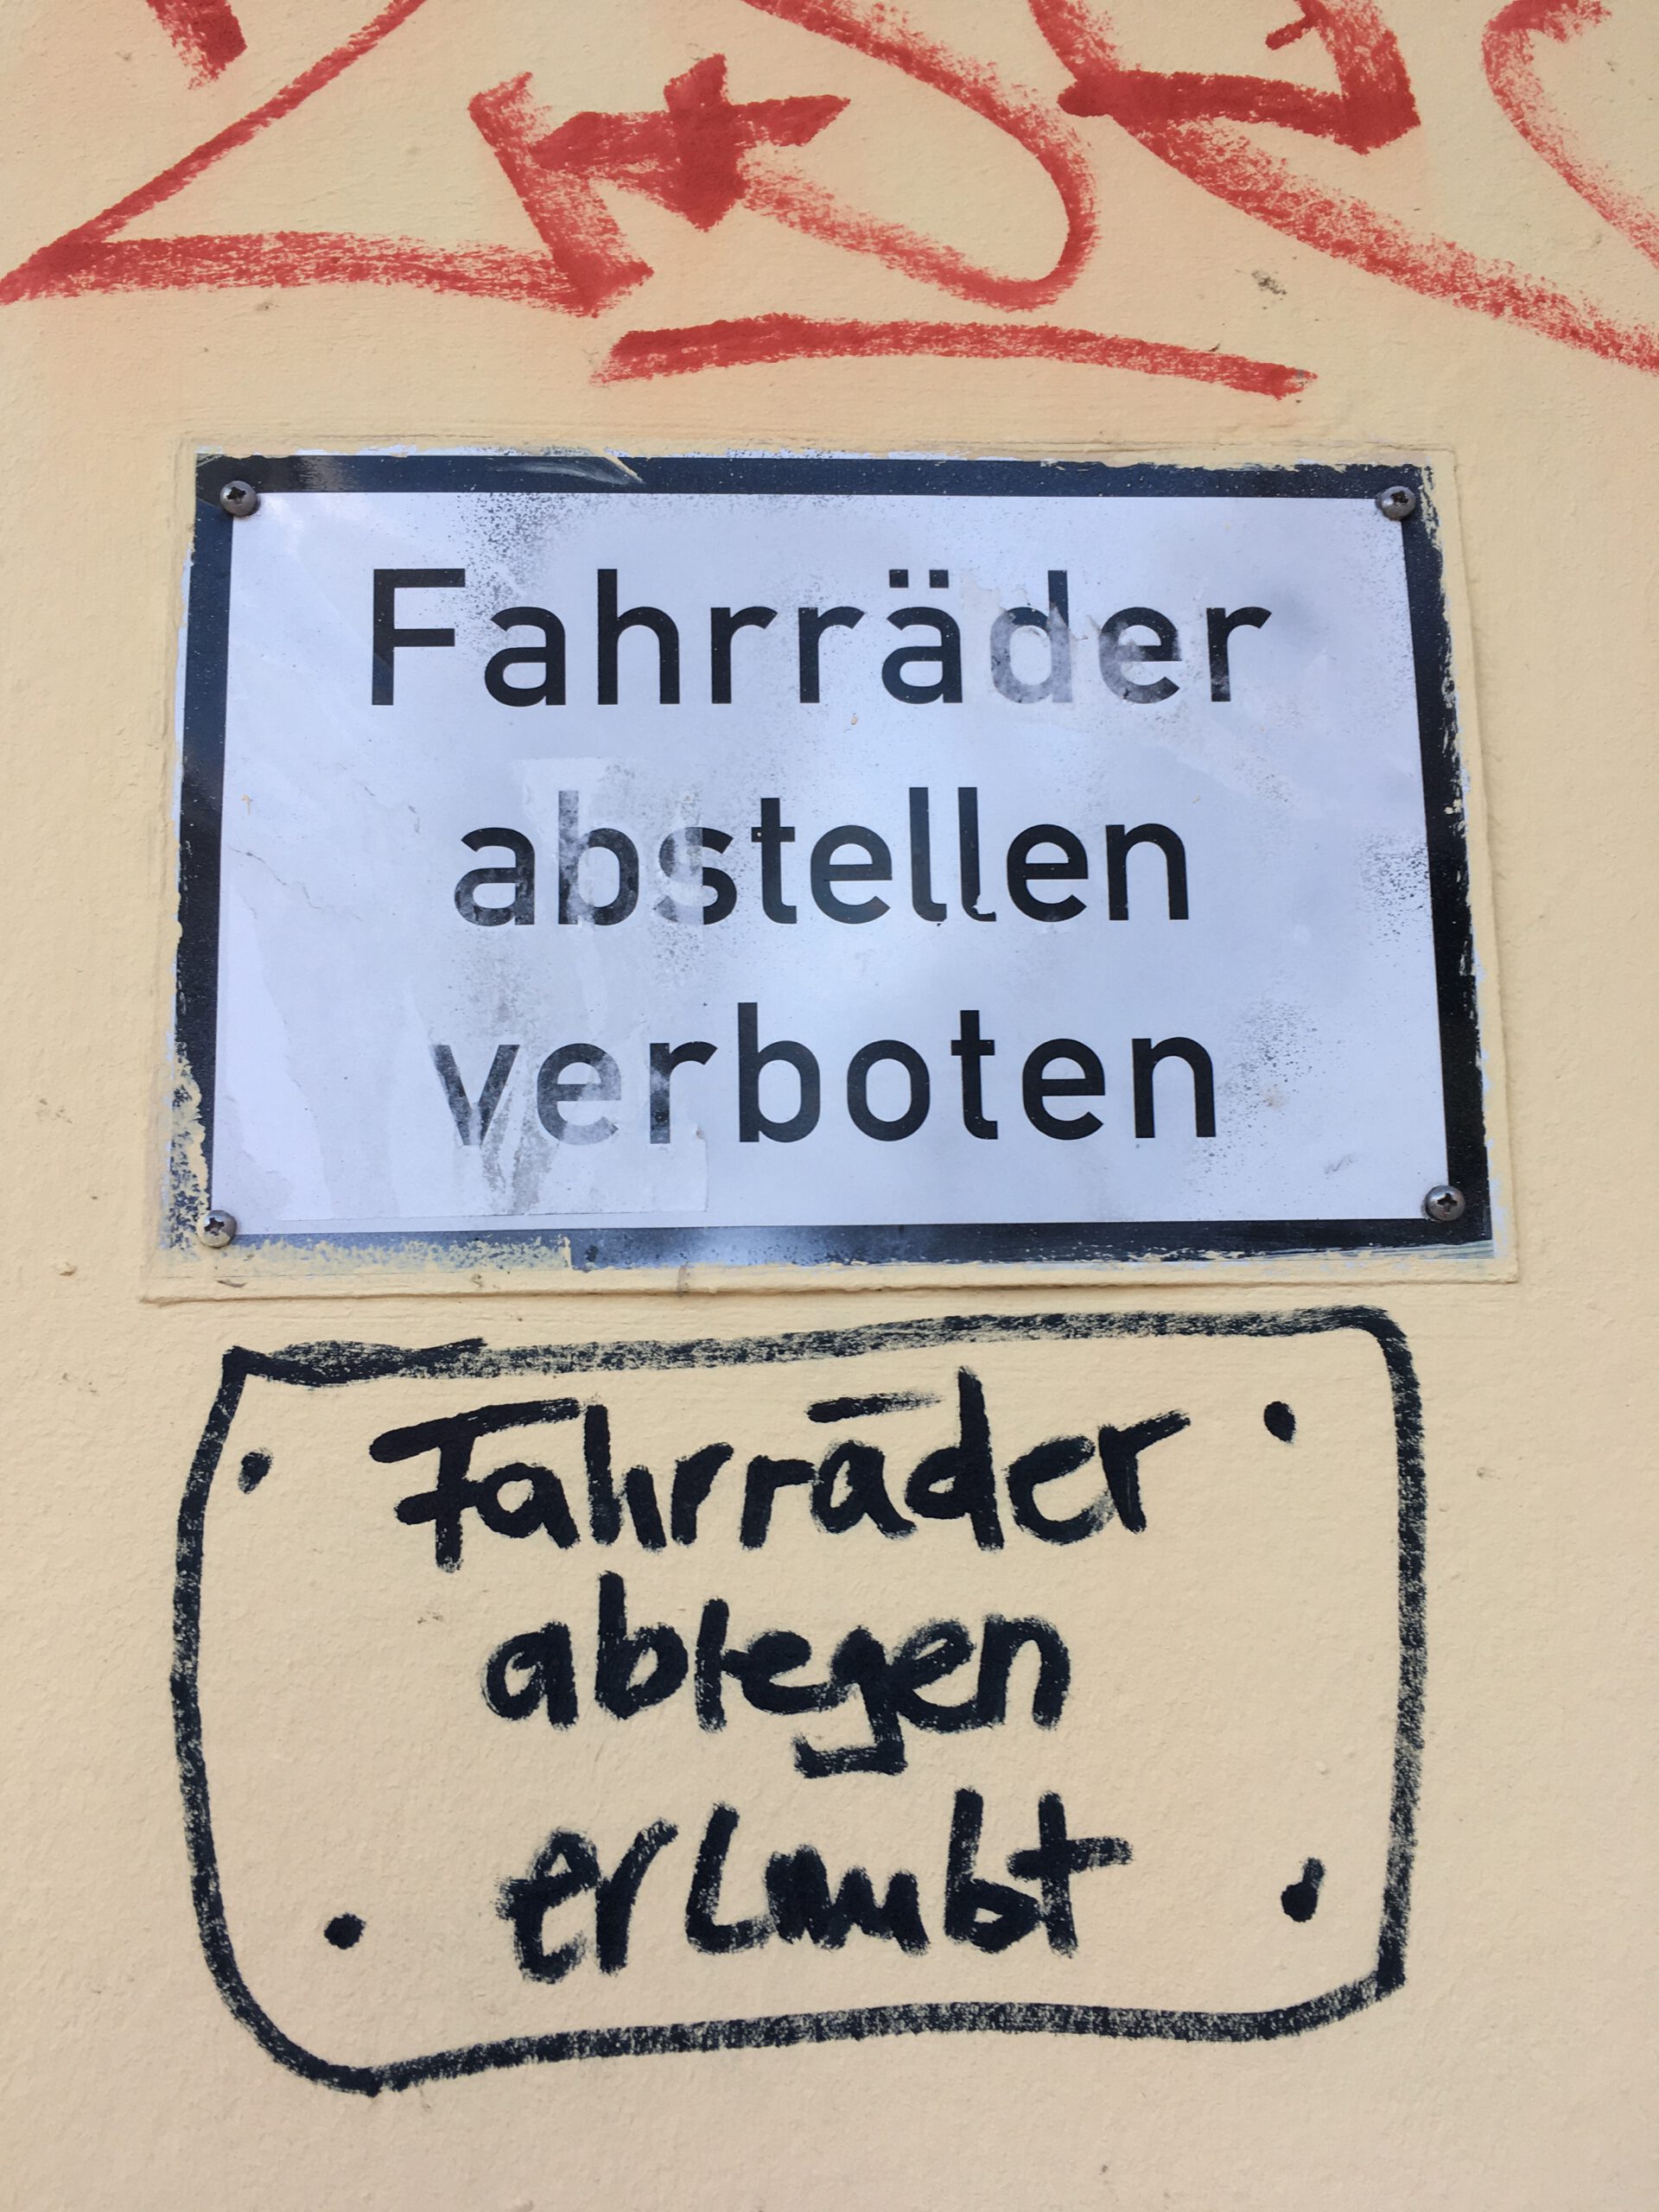 Fahrräder
abstellen
verboten
Fahrräder
ablegen
erlaubt